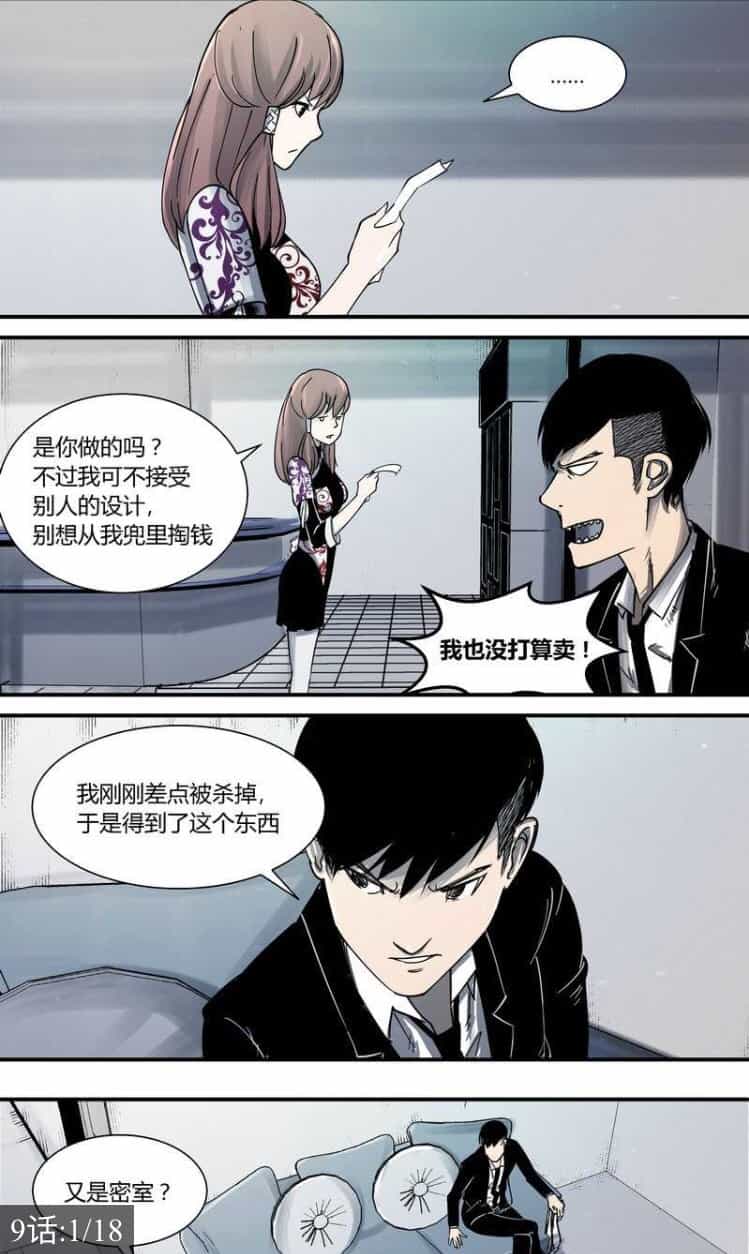 ......
是你做的吗？
不过我可不接受
别人的设计，
别想从我兜里掏钱
我也没打算卖！
我刚刚差点被杀掉，
于是得到了这个东西
又是密室？
9话:1/18